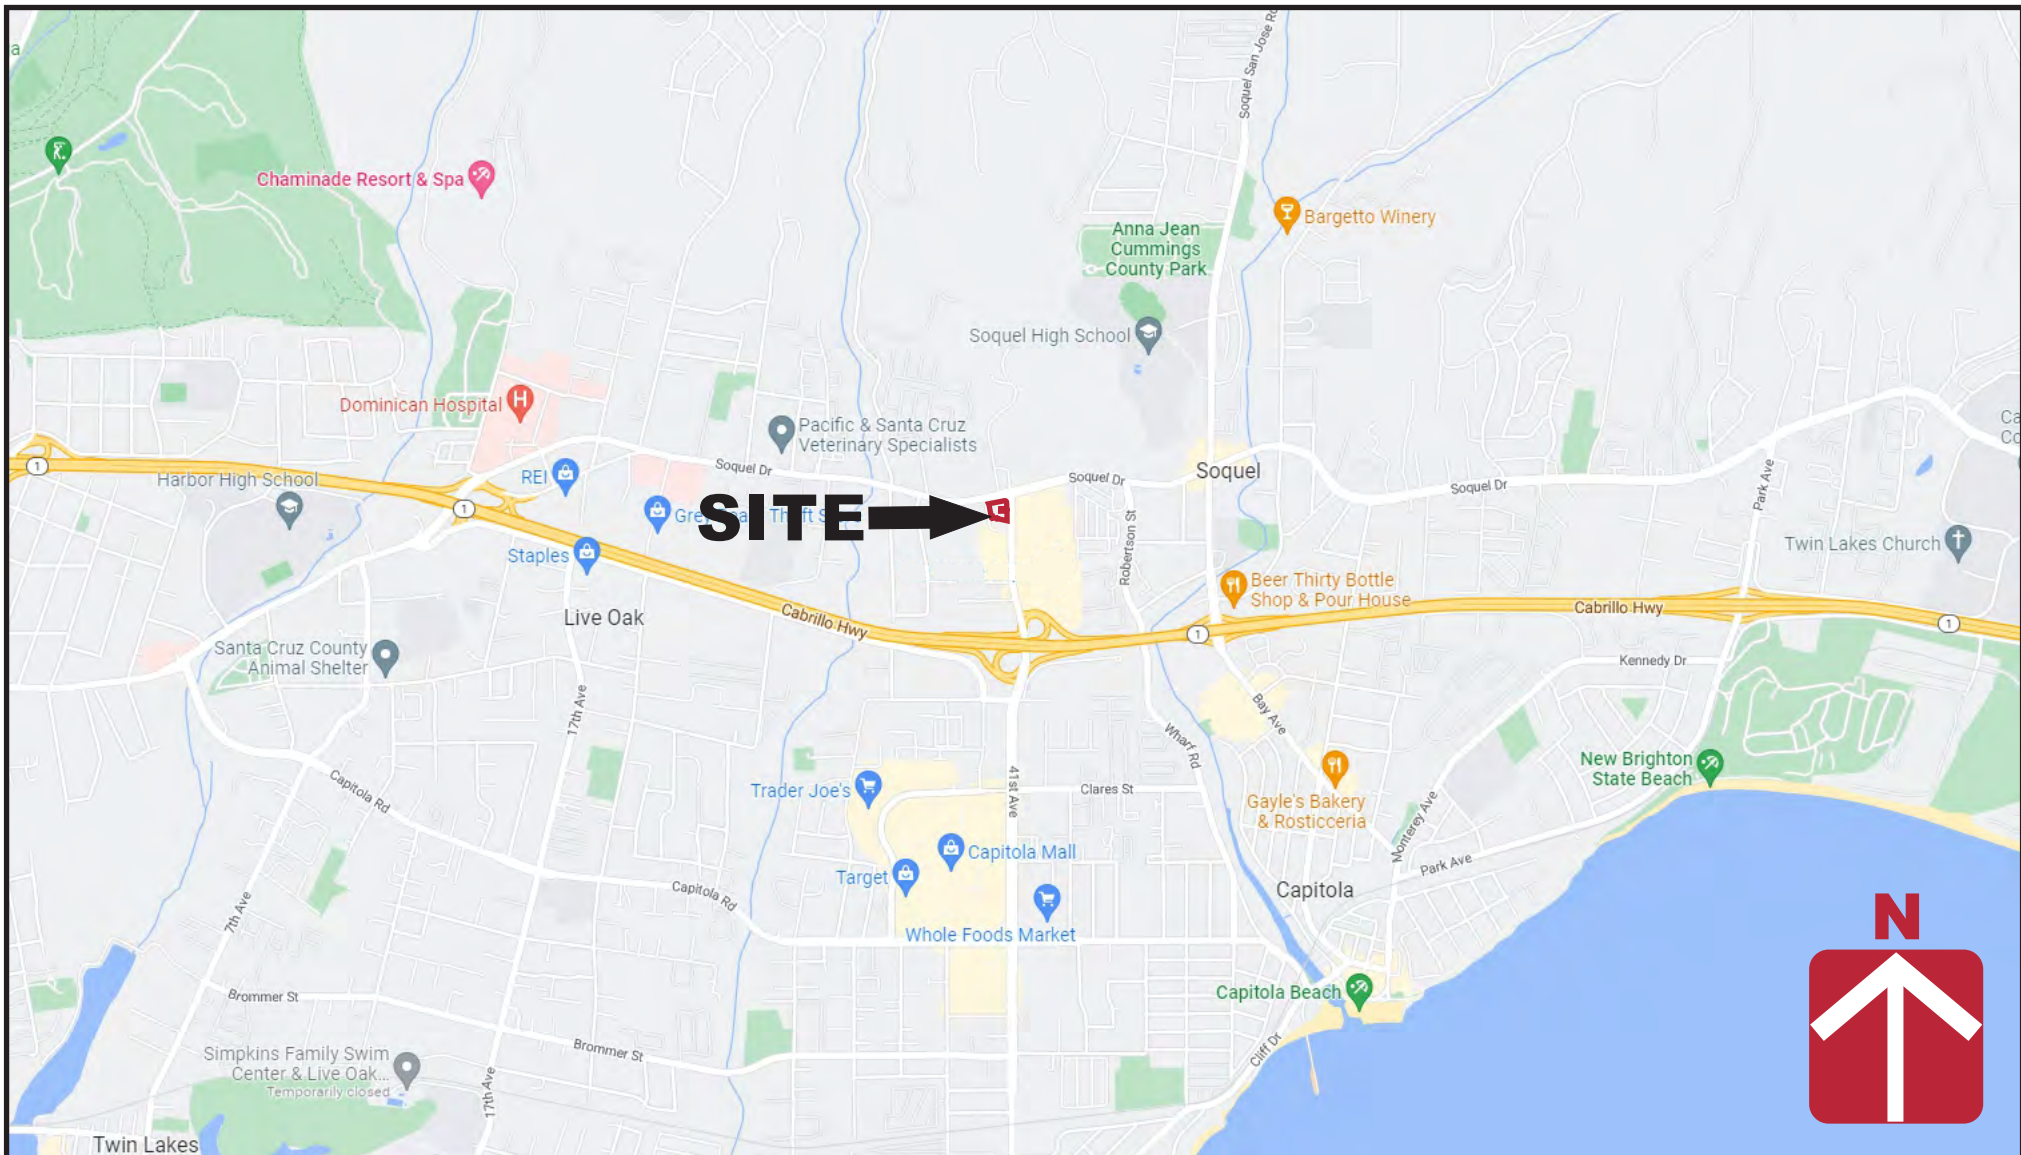 a
Soquel San Jose Rd
Chaminade Resort & Spa
Bargetto Winery
Anna Jean
Cummings
County Park
Soquel High School
Dominican Hospital
Pacific & Santa Cruz
Veterinary Specialists
Ca
Co
1
Harbor High School
REI
Soquel Dr
Soquel Dr
Soquel
Soquel Dr
Park Ave
1
SITE
Staples
Robertson St
Twin Lakes Church
Beer Thirty Bottle
Shop & Pour House
Live Oak
Cabrillo Hwy
Cabrillo Hwy
1
1
Santa Cruz County
Animal Shelter
Kennedy Dr
17th Ave
Bay Ave
Wharf Rd
New Brighton
State Beach
Trader Joe's
41st Ave
Clares St
Capitola Rd
Gayle's Bakery
& Rosticceria
Monterey Ave
Capitola Mall
Park Ave
Target
Capitola Rd
Capitola
7th Ave
Whole Foods Market
N
Capitola Beach
Brommer St
Brommer St
Cliff Dr
Simpkins Family Swim
Center & Live Oak...
Temporarily closed
17th Ave
Twin Lakes